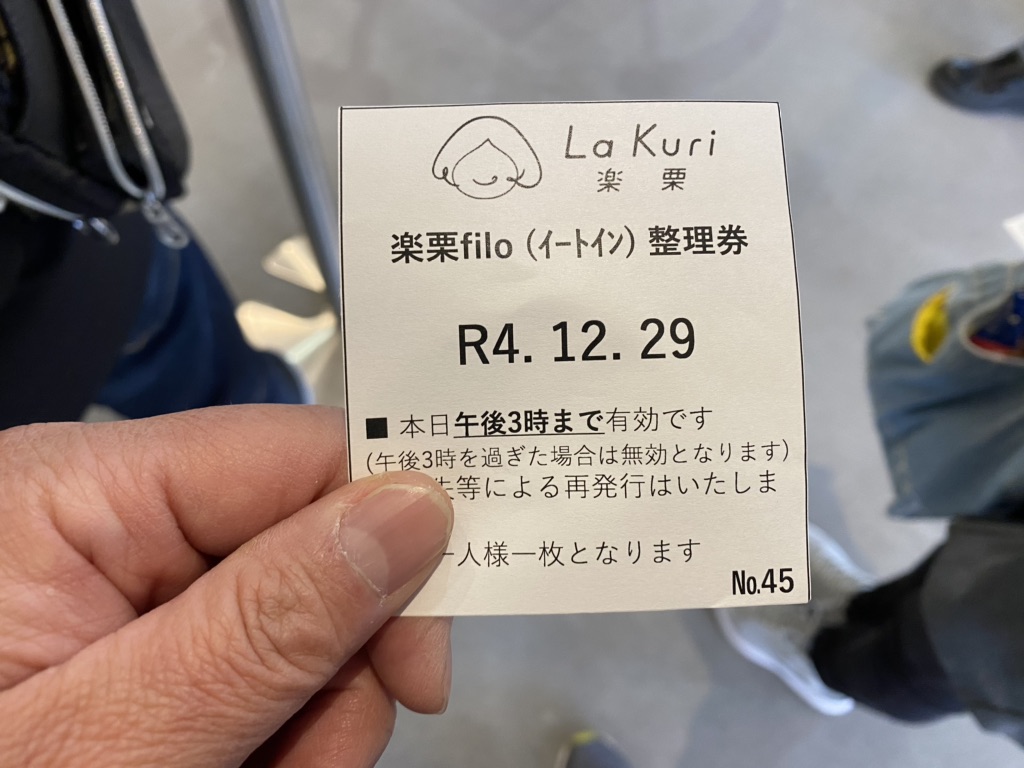 La Kuri
楽 栗
楽栗filo (ｲｰﾄｲﾝ) 整理券
R4. 12. 29
■ 本日午後3時まで有効です
(午後3時を過ぎた場合は無効となります)
等による再発行はいたしま
一人様一枚となります
No.45